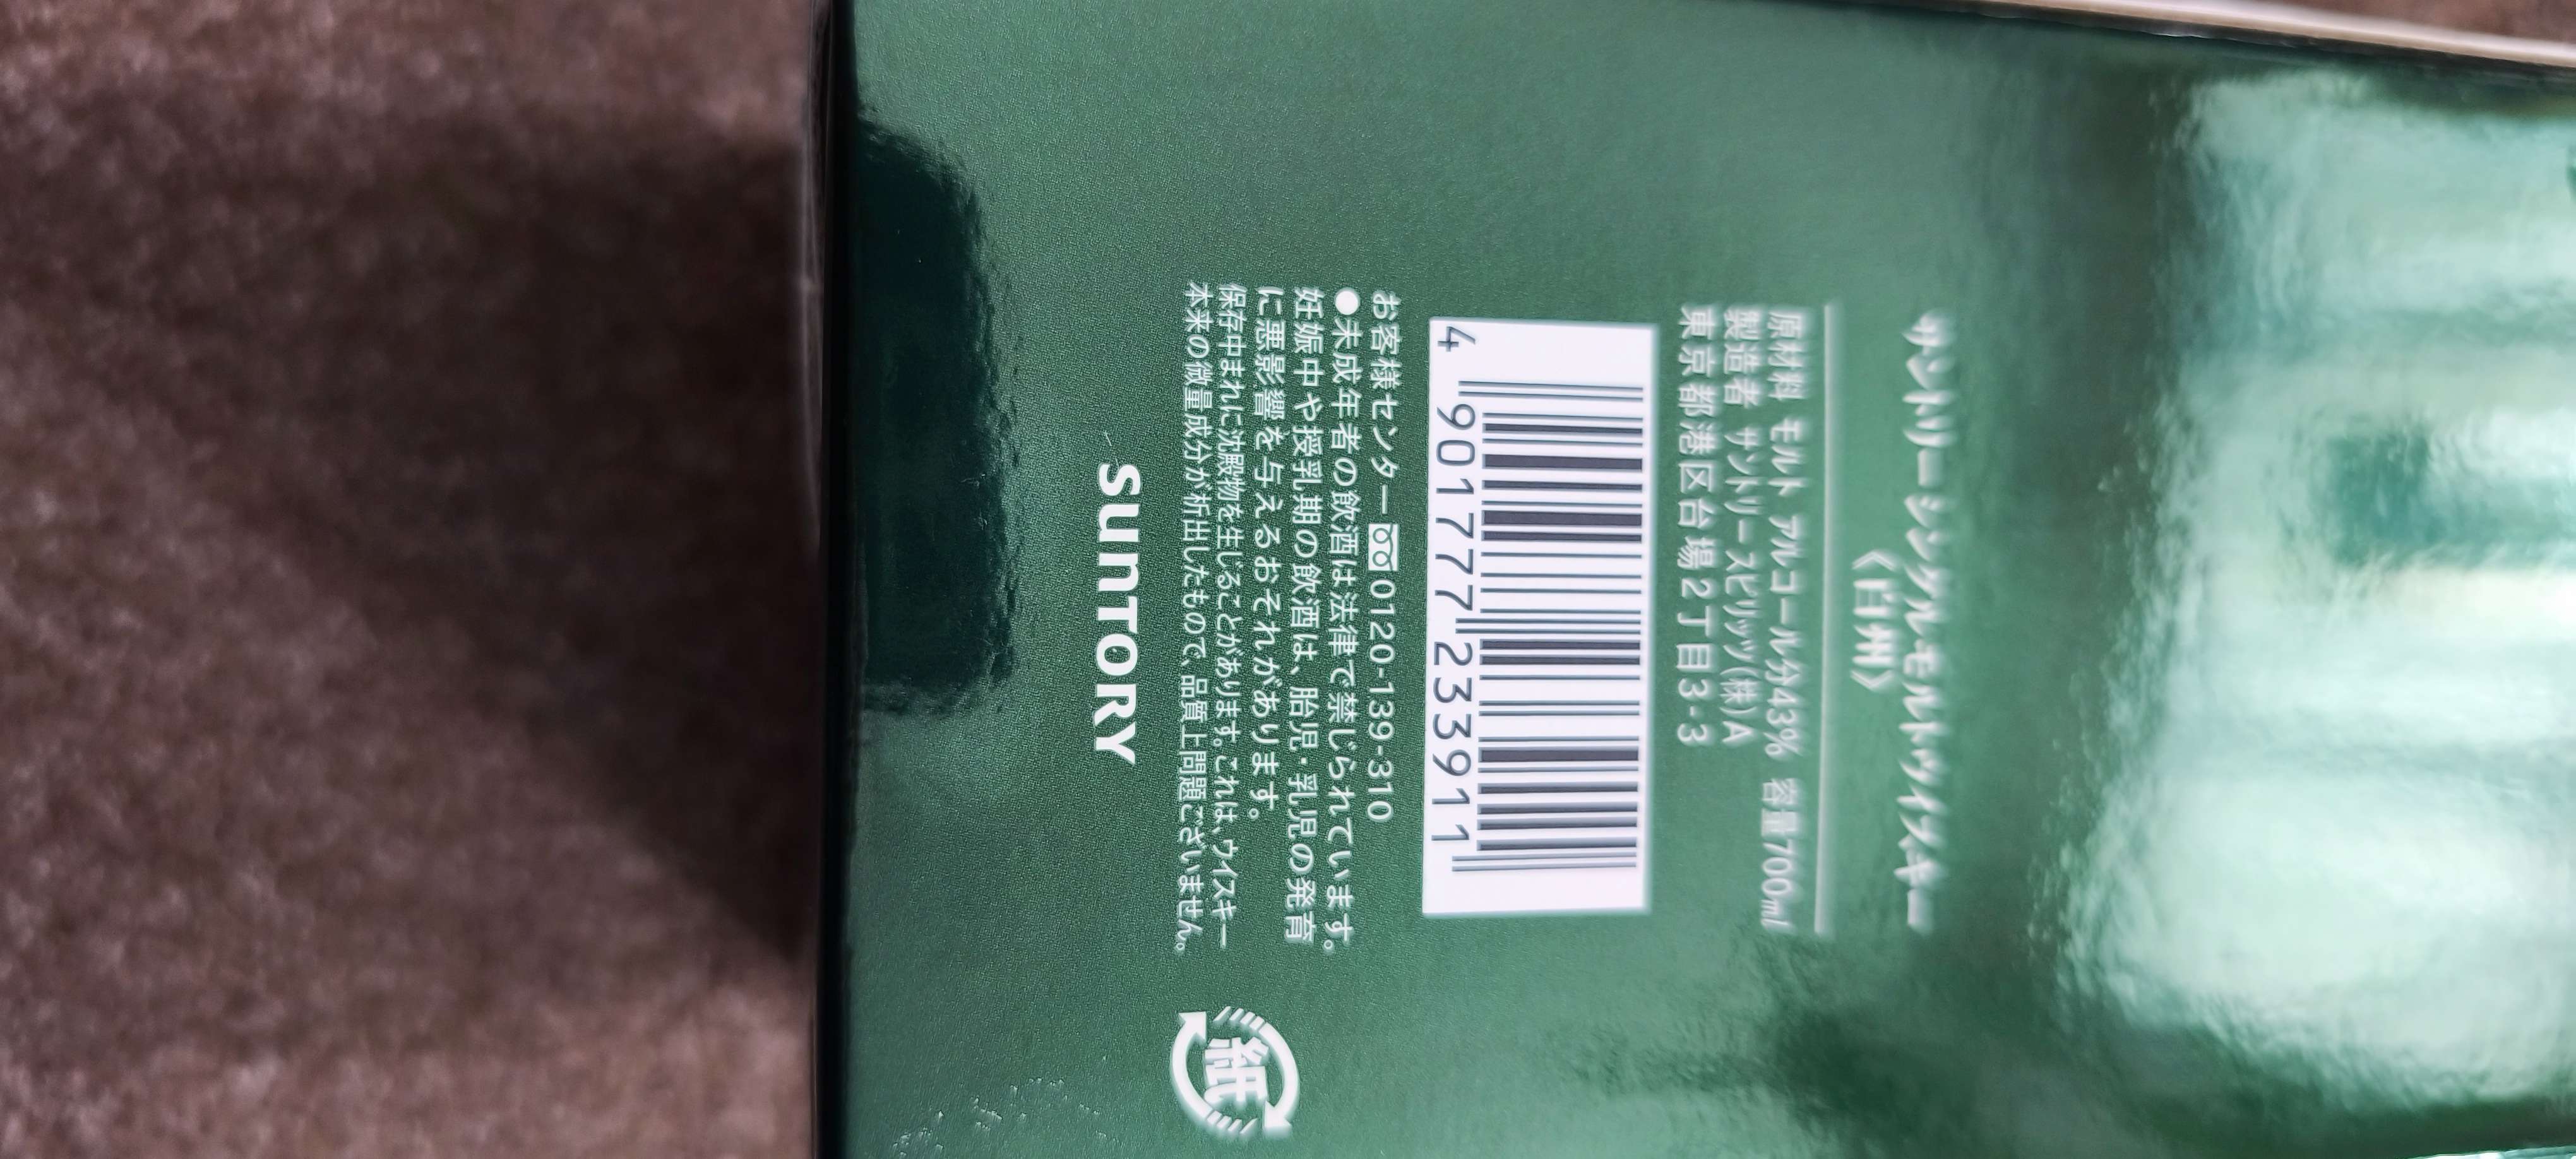 サントリー シングルモルトウイスキー
〈白州〉
原材料 モルト アルコール分43% 容量700ml
製造者 サントリースピリッツ(株)A
東京都港区台場2丁目3-3
4 901777 233911
お客様センター 0120-139-310
●未成年者の飲酒は法律で禁じられています。
妊娠中や授乳期の飲酒は、胎児・乳児の発育
に悪影響を与えるおそれがあります。
保存中まれに沈殿物を生じることがあります。これは、ウイスキー
本来の微量成分が析出したもので、品質上問題ございません。
SUNTORY
紙